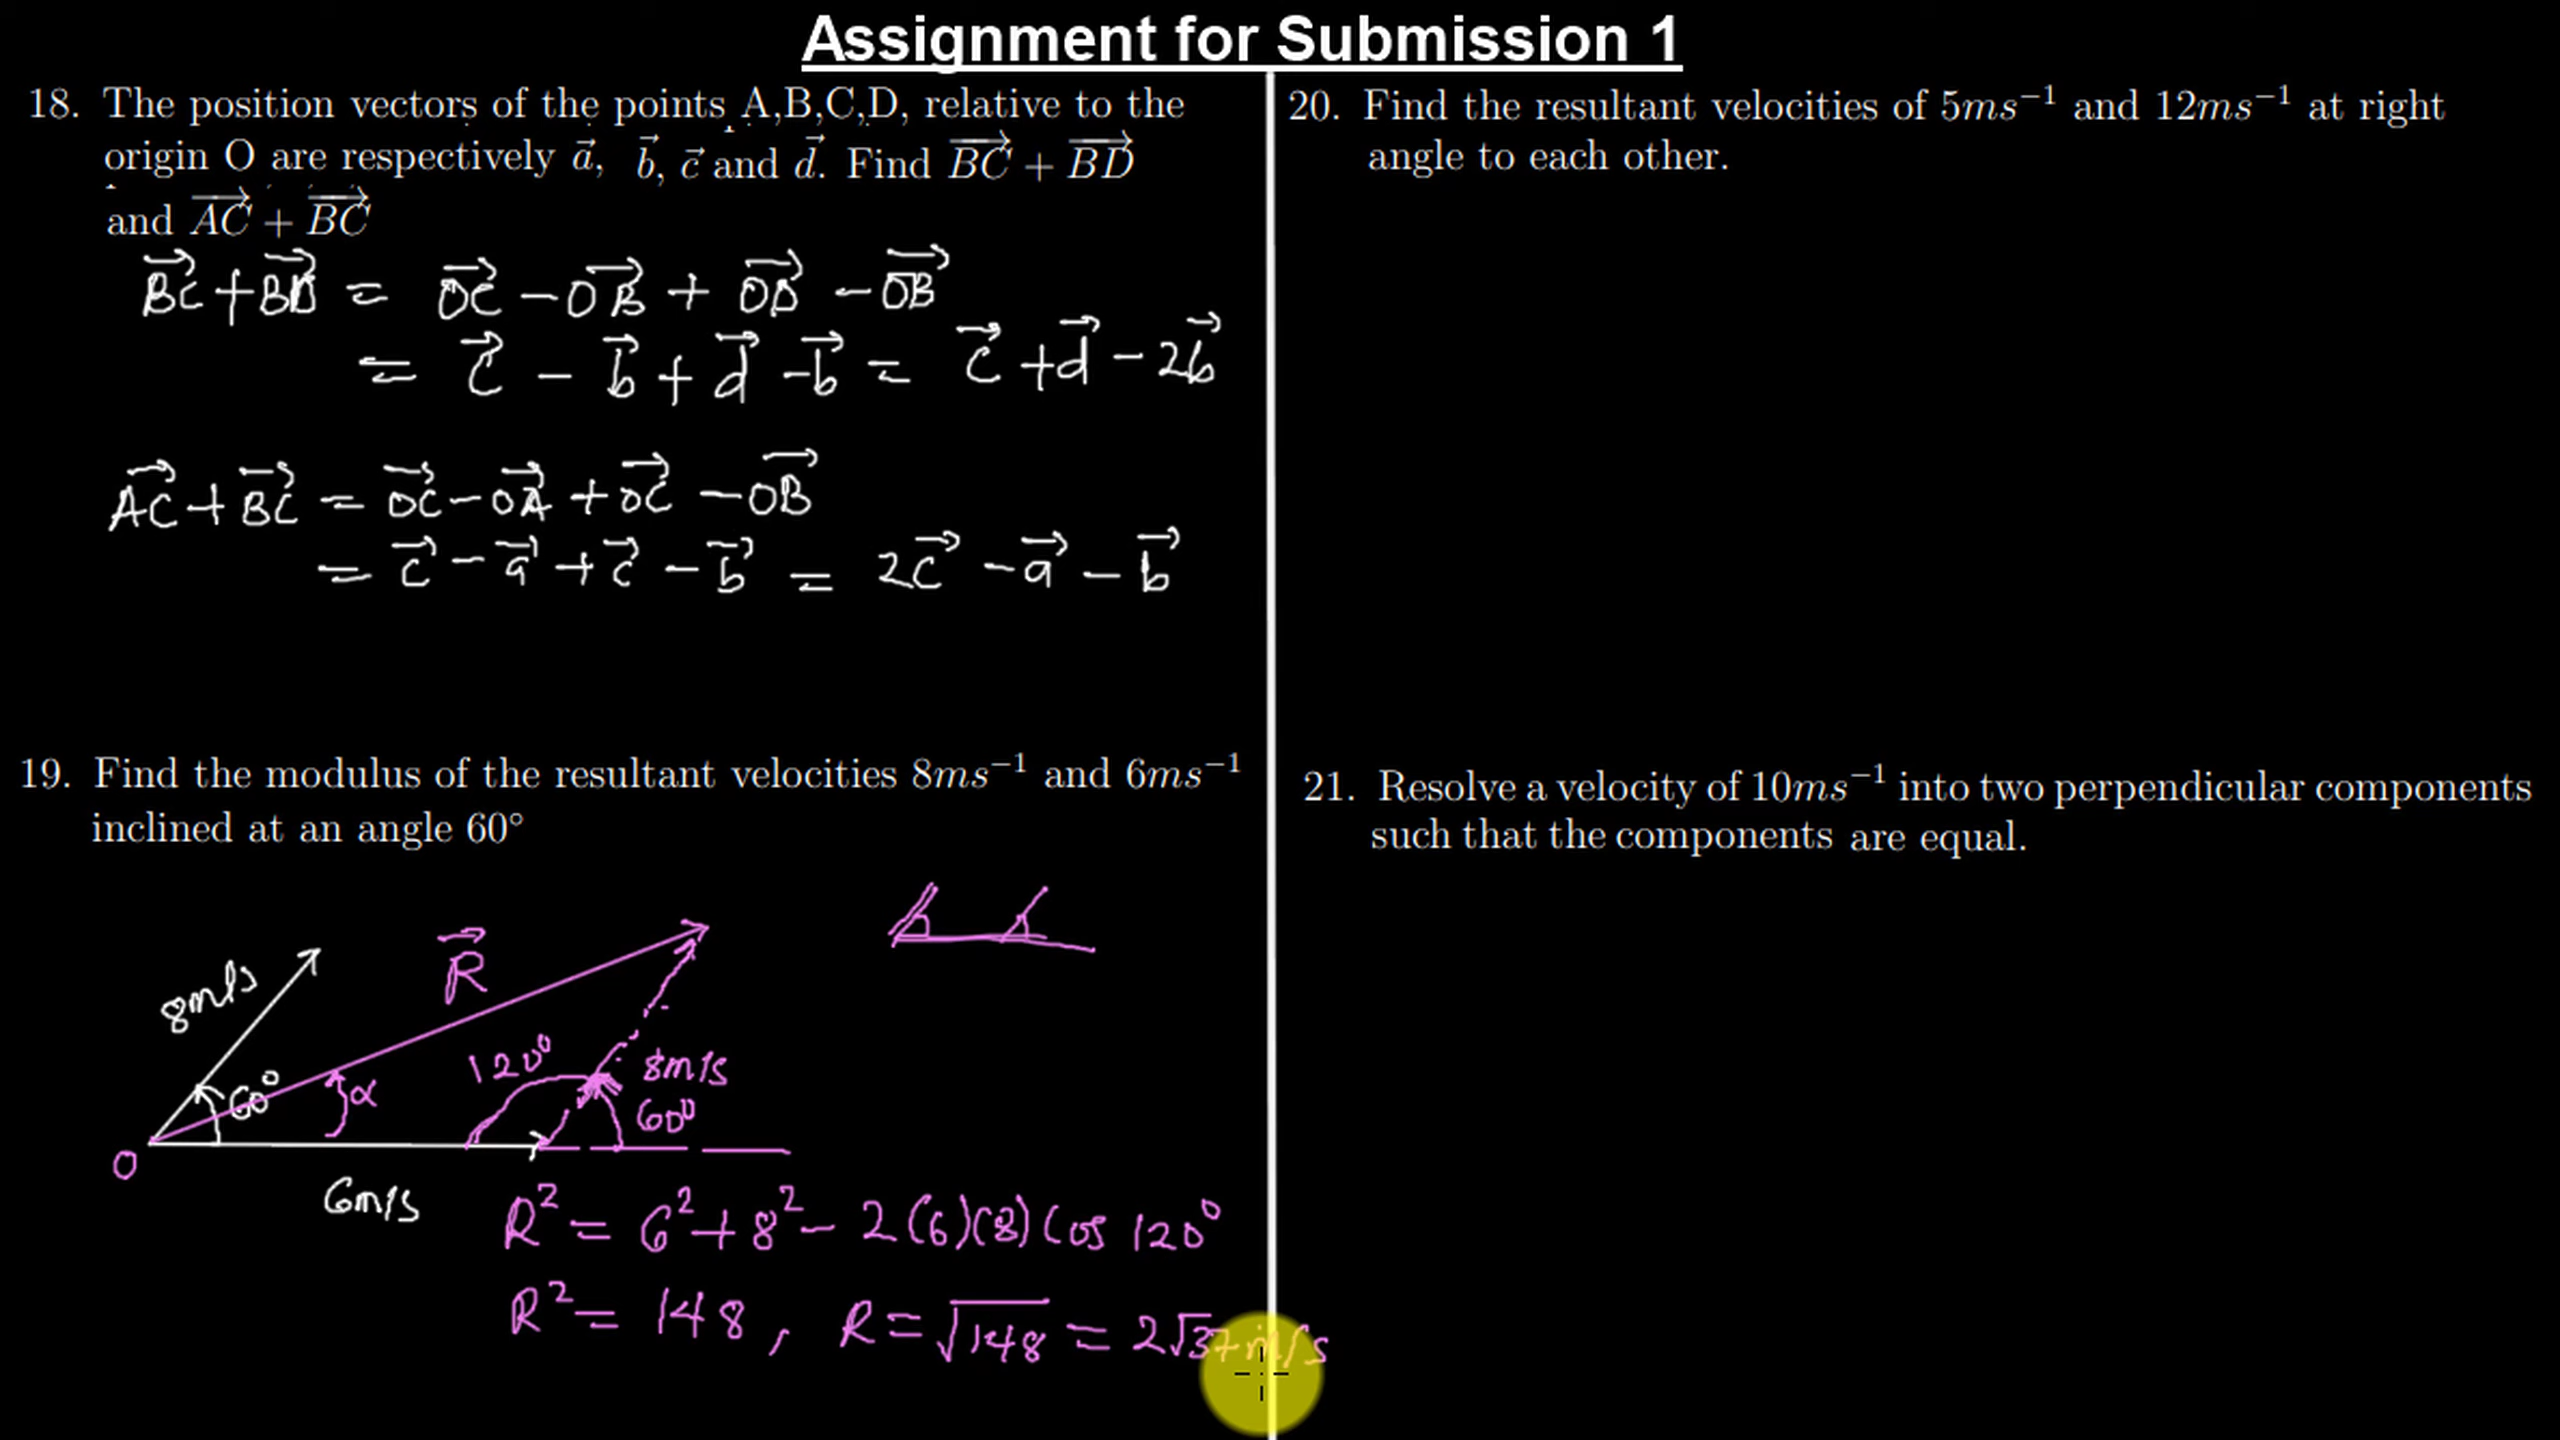 Assignment for Submission 1
18. The position vectors of the points A,B,C,D, relative to the
origin O are respectively a⃗, b⃗, c⃗ and d⃗. Find BC⃗ + BD⃗
and AC⃗ + BC⃗
BC⃗ + BD⃗ = OC⃗ − OB⃗ + OD⃗ − OB⃗
= c⃗ − b⃗ + d⃗ − b⃗ = c⃗ + d⃗ − 2b⃗
AC⃗ + BC⃗ = OC⃗ − OA⃗ + OC⃗ − OB⃗
= c⃗ − a⃗ + c⃗ − b⃗ = 2c⃗ − a⃗ − b⃗
19. Find the modulus of the resultant velocities 8ms⁻¹ and 6ms⁻¹
inclined at an angle 60°
R⃗
8m/s
120°
8m/s
60°
α
60°
O
6m/s
R² = 6² + 8² − 2(6)(8)Cos 120°
R² = 148, R = √148 = 2√37 m/s
20. Find the resultant velocities of 5ms⁻¹ and 12ms⁻¹ at right
angle to each other.
21. Resolve a velocity of 10ms⁻¹ into two perpendicular components
such that the components are equal.